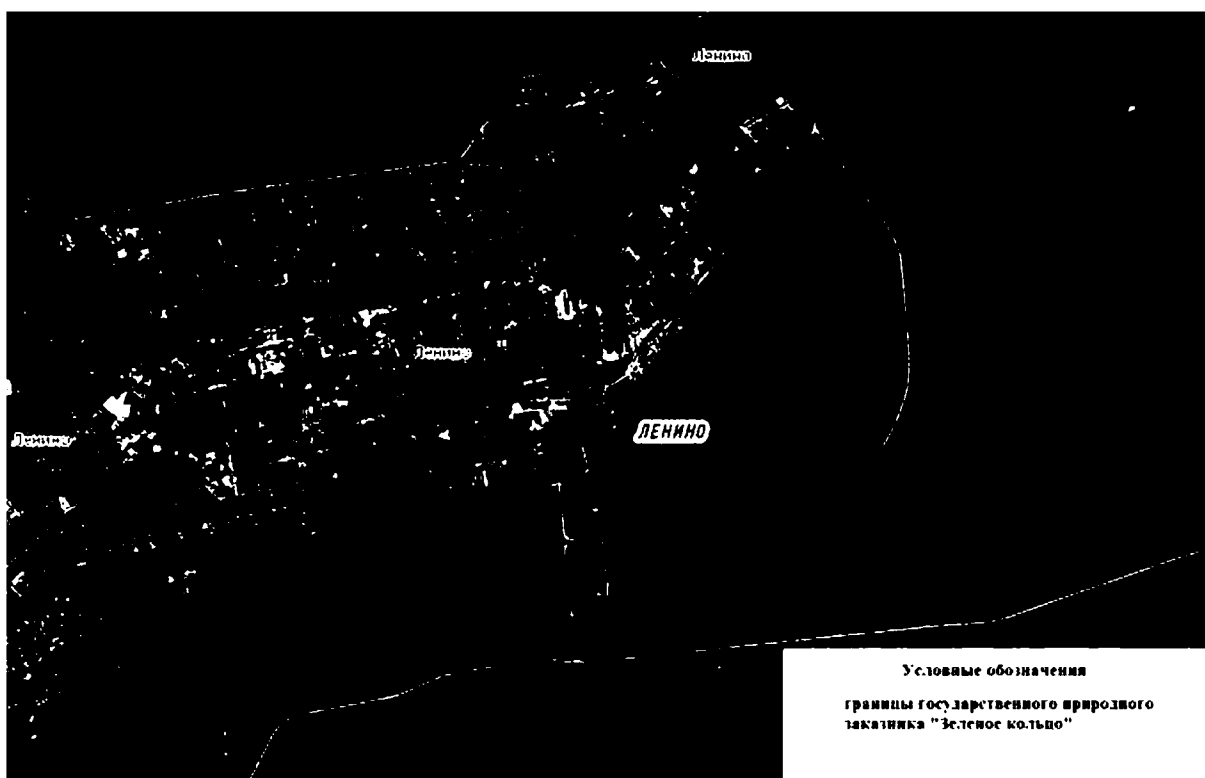 Ленино
Ленино
Ленино
ЛЕНИНО
Условные обозначения
границы государственного природного
заказника "Зеленое кольцо"